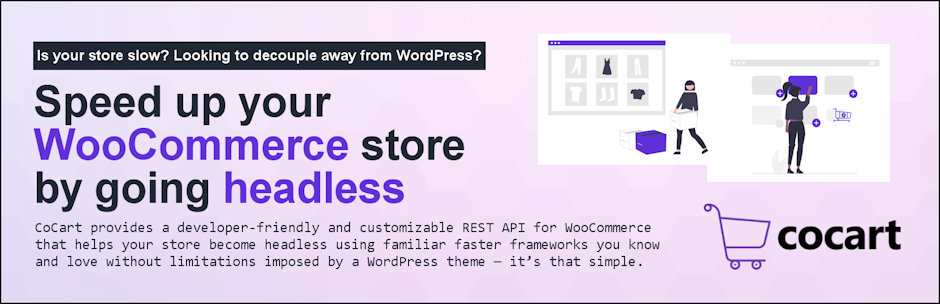 Is your store slow? Looking to decouple away from WordPress?
Speed up your
WooCommerce store
by going headless
CoCart provides a developer-friendly and customizable REST API for WooCommerce
that helps your store become headless using familiar faster frameworks you know
and love without limitations imposed by a WordPress theme — it's that simple.
cocart